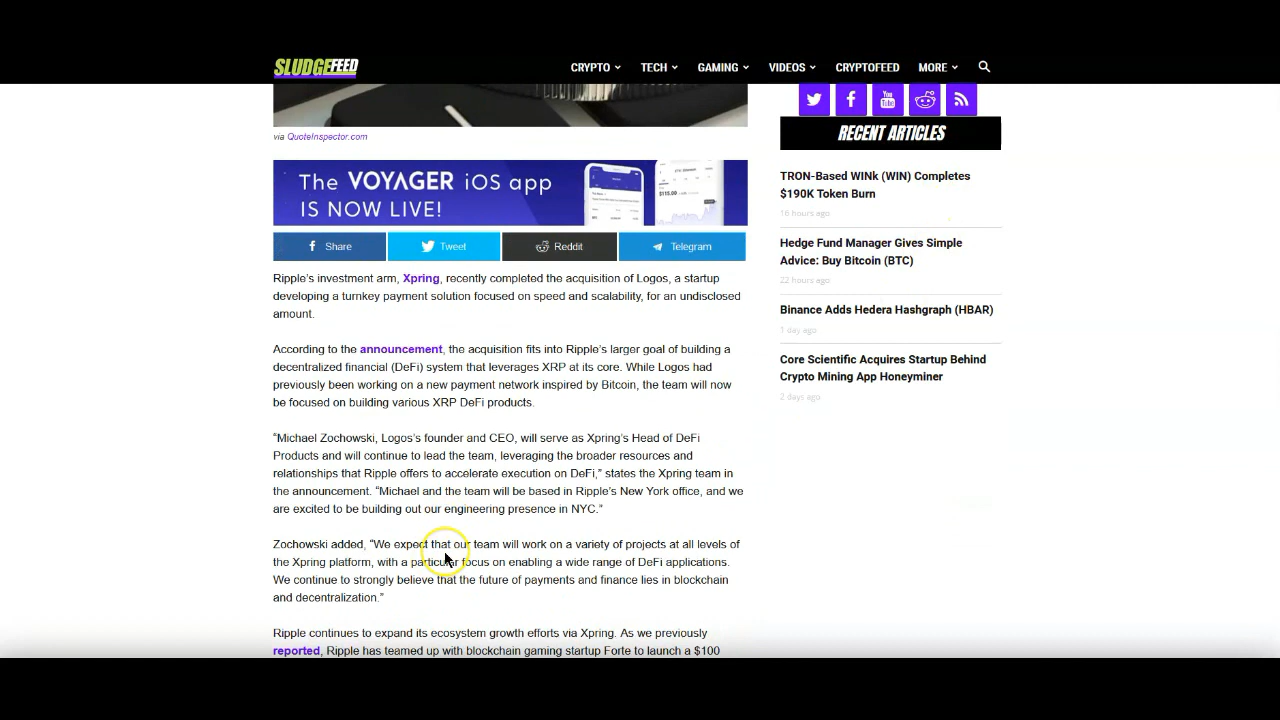 SLUDGEFEED
CRYPTO TECH GAMING VIDEOS CRYPTOFEED MORE
via QuoteInspector.com
The VOYAGER iOS app
IS NOW LIVE!
$115.00
Share Tweet Reddit Telegram
Ripple’s investment arm, Xpring, recently completed the acquisition of Logos, a startup
developing a turnkey payment solution focused on speed and scalability, for an undisclosed
amount.
According to the announcement, the acquisition fits into Ripple’s larger goal of building a
decentralized financial (DeFi) system that leverages XRP at its core. While Logos had
previously been working on a new payment network inspired by Bitcoin, the team will now
be focused on building various XRP DeFi products.
“Michael Zochowski, Logos’s founder and CEO, will serve as Xpring’s Head of DeFi
Products and will continue to lead the team, leveraging the broader resources and
relationships that Ripple offers to accelerate execution on DeFi,” states the Xpring team in
the announcement. “Michael and the team will be based in Ripple’s New York office, and we
are excited to be building out our engineering presence in NYC.”
Zochowski added, “We expect that our team will work on a variety of projects at all levels of
the Xpring platform, with a particular focus on enabling a wide range of DeFi applications.
We continue to strongly believe that the future of payments and finance lies in blockchain
and decentralization.”
Ripple continues to expand its ecosystem growth efforts via Xpring. As we previously
reported, Ripple has teamed up with blockchain gaming startup Forte to launch a $100
You Tube
RECENT ARTICLES
TRON-Based WINk (WIN) Completes
$190K Token Burn
16 hours ago
Hedge Fund Manager Gives Simple
Advice: Buy Bitcoin (BTC)
22 hours ago
Binance Adds Hedera Hashgraph (HBAR)
1 day ago
Core Scientific Acquires Startup Behind
Crypto Mining App Honeyminer
2 days ago